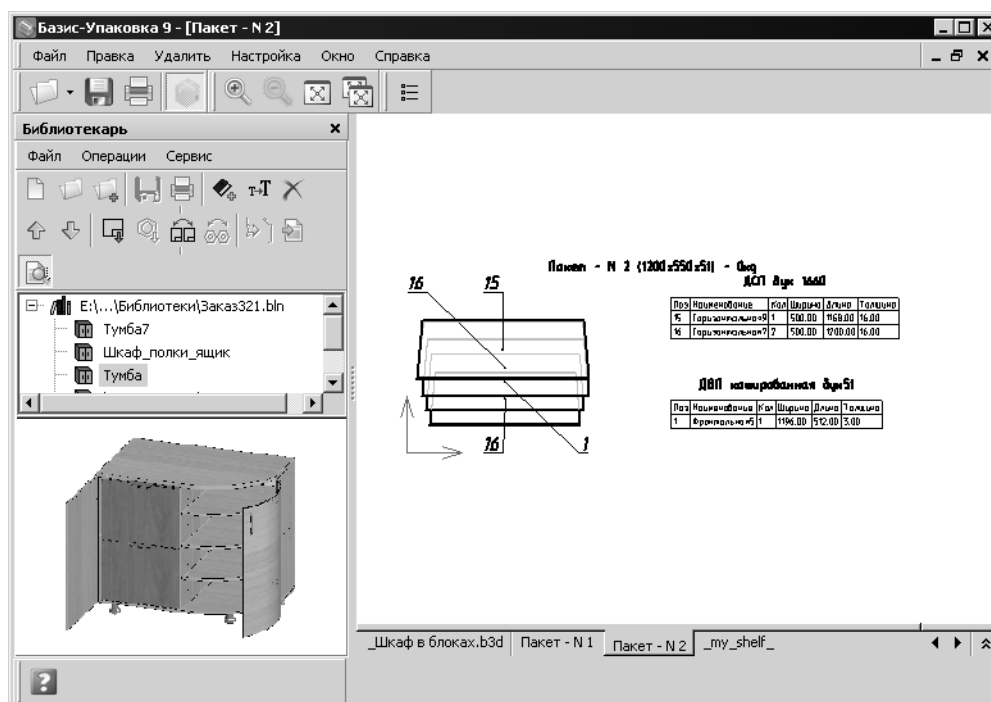 Базис-Упаковка 9 - [Пакет - N 2]
Файл Правка Удалить Настройка Окно Справка
Библиотекарь
Файл Операции Сервис
E:\...\Библиотеки\Заказ321.bln
Тумба7
Шкаф_полки_ящик
Тумба
Пакет - N 2 (1200x550x51) - 0кg
ДСП бук 1660
Поз Наименование Кол Ширина Длина Толщина
15 Горизонтальная9 1 500.00 1168.00 16.00
16 Горизонтальная7 2 500.00 1200.00 16.00
ДВП кашированная бук51
Поз Наименование Кол Ширина Длина Толщина
1 Фронтальная5 1 1196.00 512.00 3.00
16 15
16 1
_Шкаф в блоках.b3d Пакет - N 1 Пакет - N 2 _my_shelf_